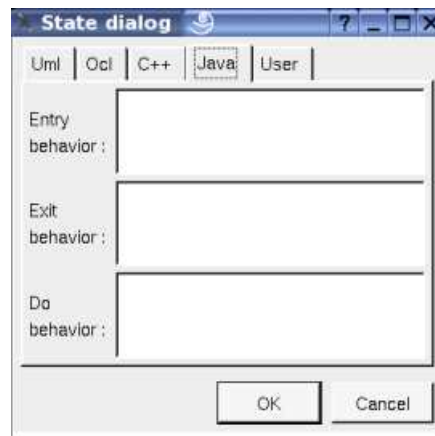 State dialog
?
Uml Ocl C++ Java User
Entry
behavior :
Exit
behavior :
Do
behavior :
OK Cancel